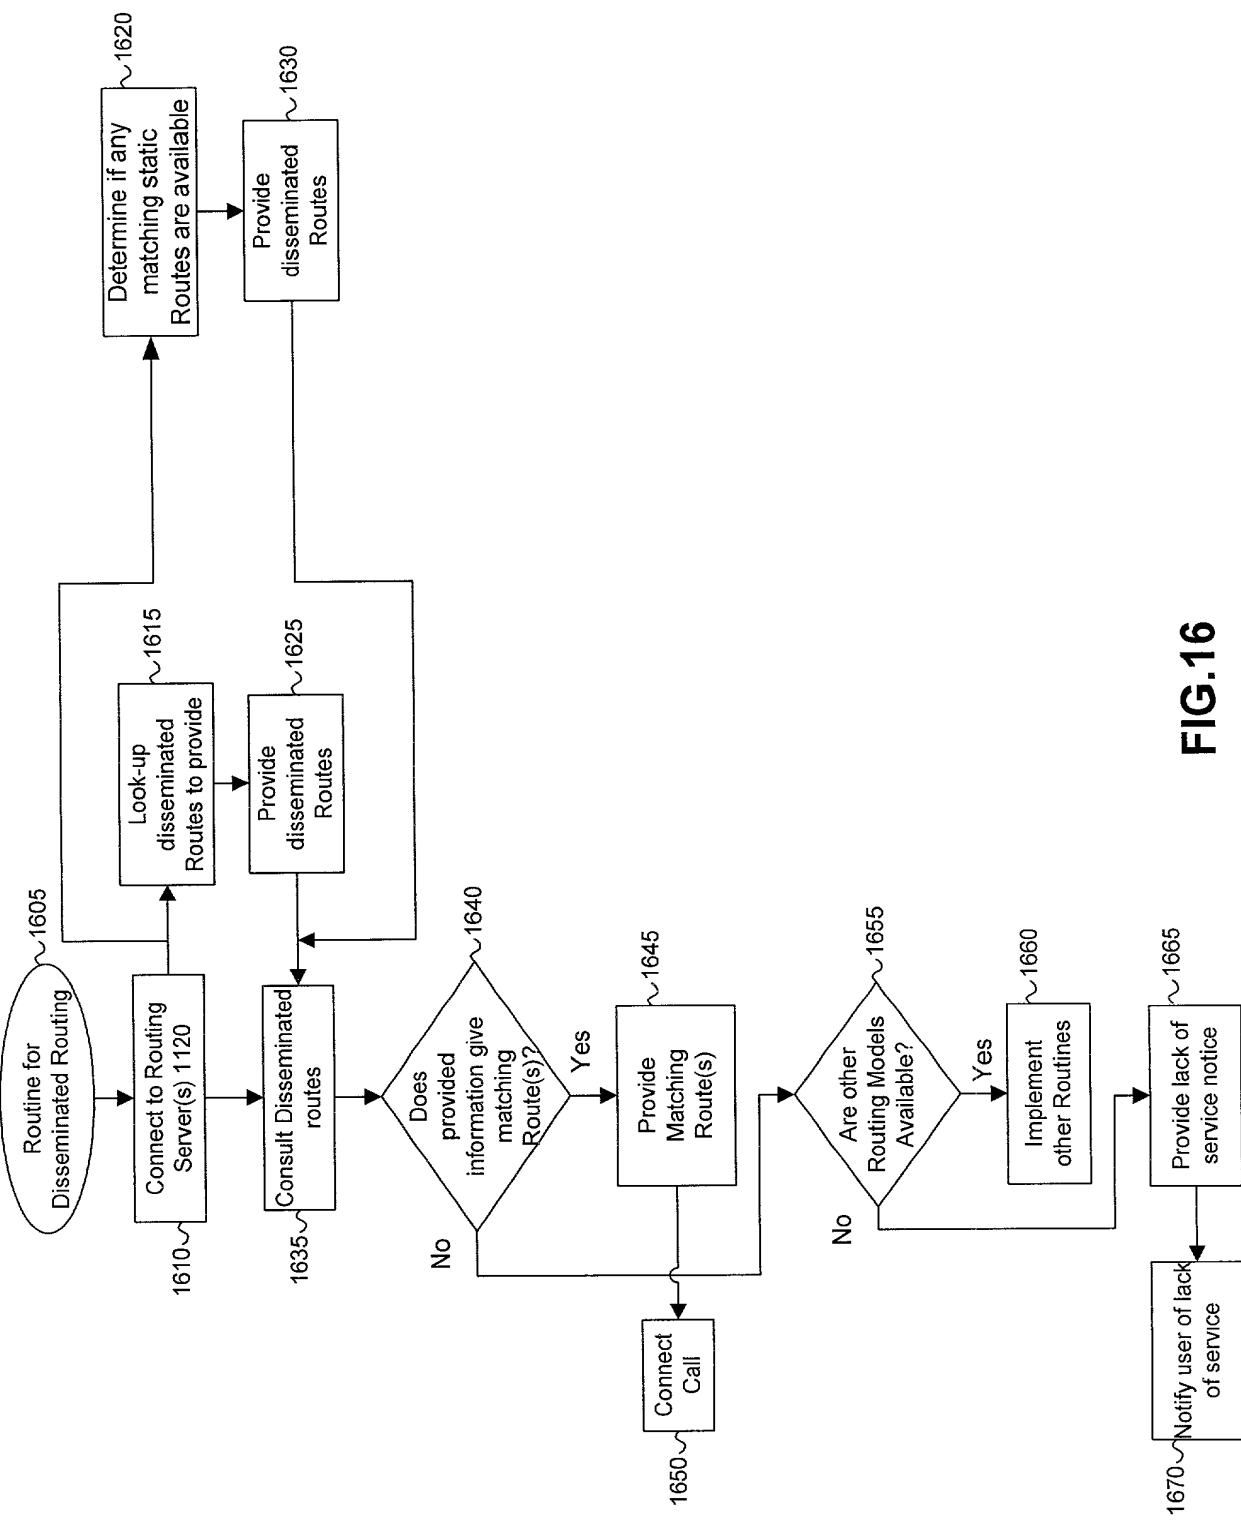 Routine for
Disseminated Routing
1605
Connect to Routing
Server(s) 1120
1610
Look-up
disseminated
Routes to provide
1615
Determine if any
matching static
Routes are available
1620
Provide
disseminated
Routes
1625
Provide
disseminated
Routes
1630
Consult Disseminated
routes
1635
Does
provided
information give
matching
Route(s)?
1640
No
Yes
Provide
Matching
Route(s)
1645
Connect
Call
1650
Are other
Routing Models
Available?
1655
No
Yes
Implement
other Routines
1660
Provide lack of
service notice
1665
Notify user of lack
of service
1670
FIG.16